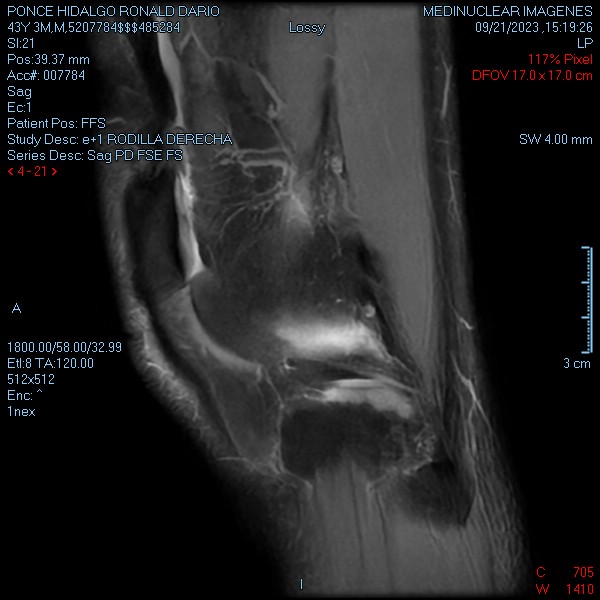 PONCE HIDALGO RONALD DARIO
43Y 3M,M,5207784$$$485284
Sl:21
Pos:39.37 mm
Acc#: 007784
Sag
Ec:1
Patient Pos: FFS
Study Desc: e+1 RODILLA DERECHA
Series Desc: Sag PD FSE FS
< 4 - 21 >
Lossy
MEDINUCLEAR IMAGENES
09/21/2023, 15:19:26
LP
117% Pixel
DFOV 17.0 x 17.0 cm
SW 4.00 mm
A
1800.00/58.00/32.99
Etl:8 TA:120.00
512x512
Enc: ^
1nex
3 cm
I
C 705
W 1410